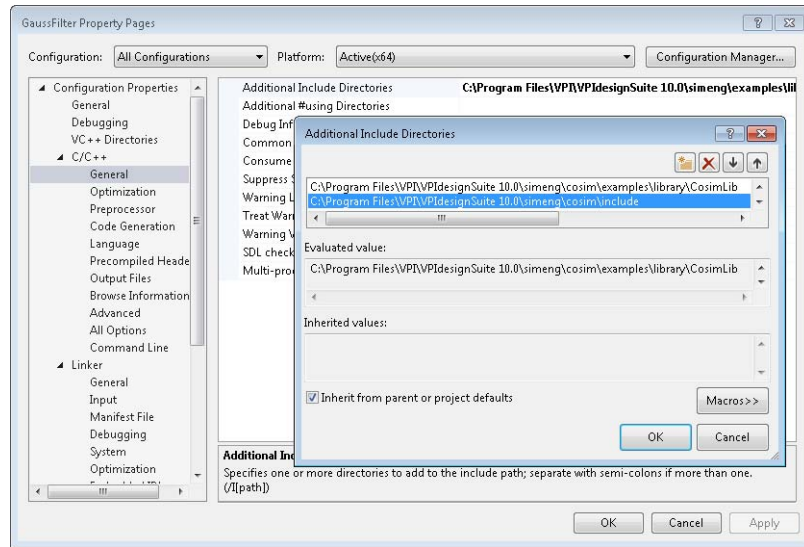 GaussFilter Property Pages
Configuration: All Configurations Platform: Active(x64) Configuration Manager...
Configuration Properties
General
Debugging
VC++ Directories
C/C++
General
Optimization
Preprocessor
Code Generation
Language
Precompiled Heade
Output Files
Browse Information
Advanced
All Options
Command Line
Linker
General
Input
Manifest File
Debugging
System
Optimization
Additional Include Directories C:\Program Files\VPI\VPIdesignSuite 10.0\simeng\examples\lil
Additional #using Directories
Debug Inf
Common
Consume
Suppress S
Warning L
Treat Warn
Warning V
SDL check
Multi-proc
Additional Include Directories
C:\Program Files\VPI\VPIdesignSuite 10.0\simeng\cosim\examples\library\CosimLib
C:\Program Files\VPI\VPIdesignSuite 10.0\simeng\cosim\include
Evaluated value:
C:\Program Files\VPI\VPIdesignSuite 10.0\simeng\cosim\examples\library\CosimLib
Inherited values:
Inherit from parent or project defaults
Macros>>
OK Cancel
Additional In
Specifies one or more directories to add to the include path; separate with semi-colons if more than one.
(/I[path])
OK Cancel Apply